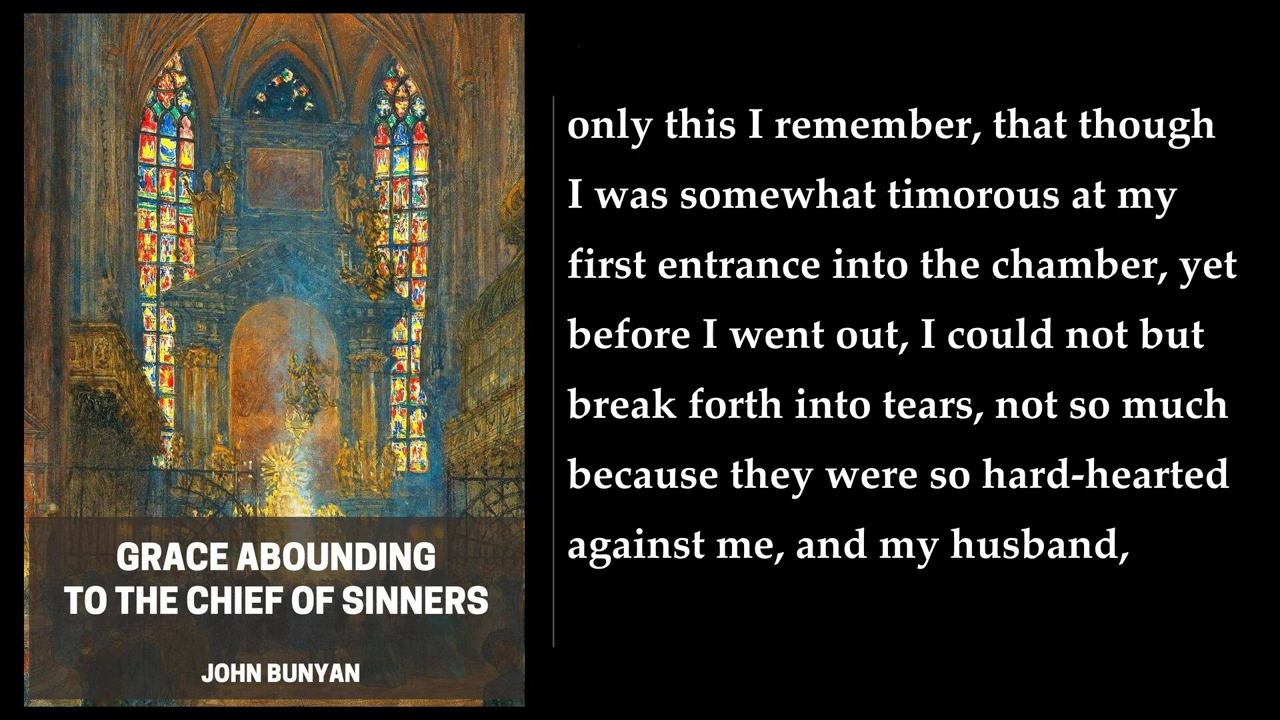 GRACE ABOUNDING
TO THE CHIEF OF SINNERS
JOHN BUNYAN
only this I remember, that though
I was somewhat timorous at my
first entrance into the chamber, yet
before I went out, I could not but
break forth into tears, not so much
because they were so hard-hearted
against me, and my husband,